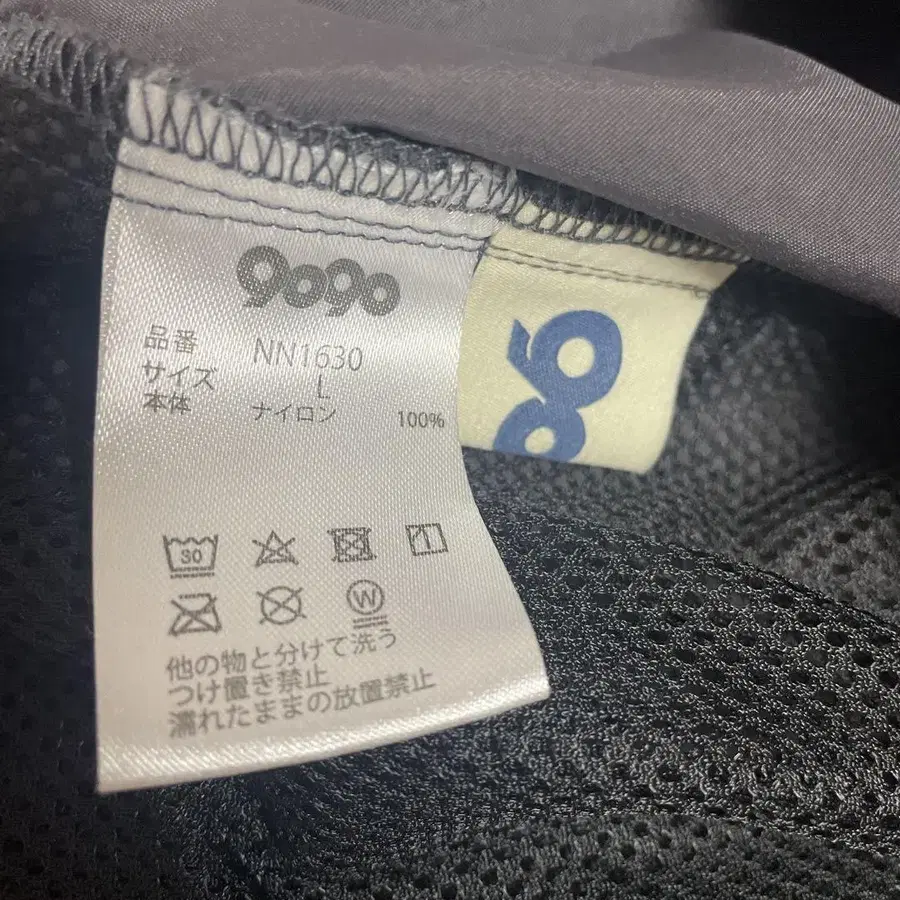 9090
品番 NN1630
サイズ L
本体 ナイロン 100%
30
W
他の物と分けて洗う
つけ置き禁止
濡れたままの放置禁止